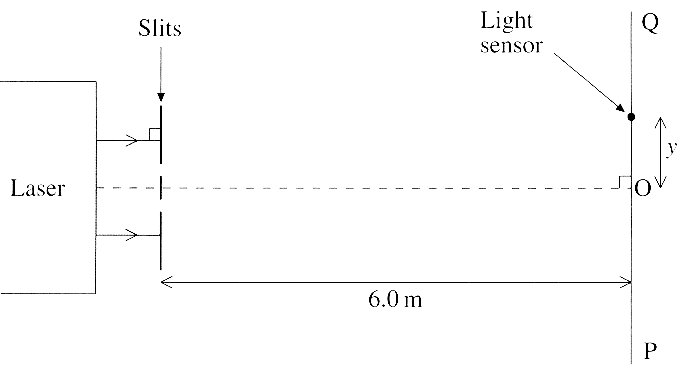 Slits
Light
sensor
Q
Laser
y
O
6.0 m
P